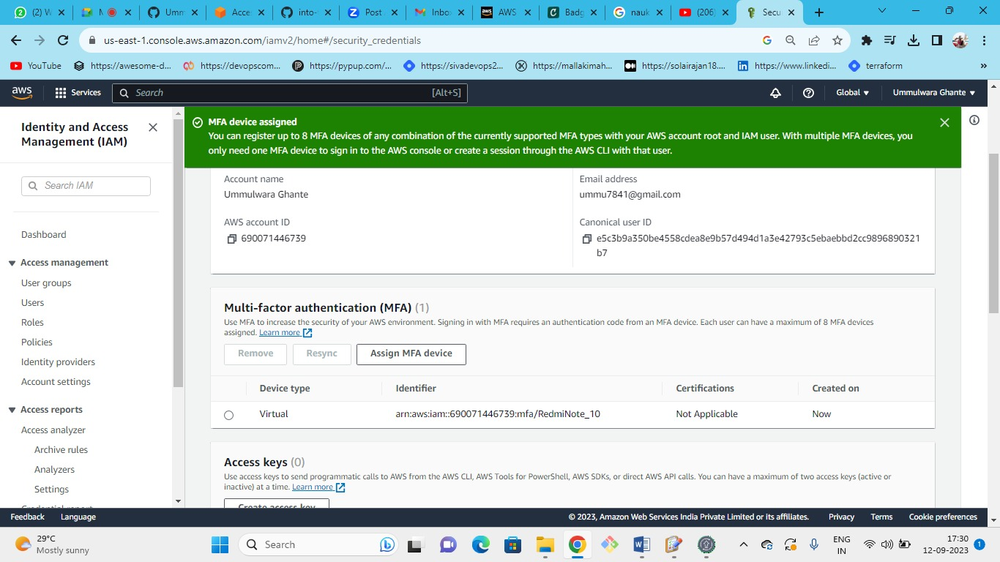 (2) W
M
Umm
Acce
into-
Post
Inbo
AWS
Badg
nauk
(206)
Secu
us-east-1.console.aws.amazon.com/iamv2/home#/security_credentials
YouTube
https://awesome-d...
https://devopscom...
https://pypup.com/...
https://sivadevops2...
https://mallakimah...
https://solairajan18....
https://www.linkedi...
terraform
»
aws
Services
Search
[Alt+S]
Global
Ummulwara Ghante
Identity and Access
Management (IAM)
Search IAM
Dashboard
Access management
User groups
Users
Roles
Policies
Identity providers
Account settings
Access reports
Access analyzer
Archive rules
Analyzers
Settings
Credential report
MFA device assigned
You can register up to 8 MFA devices of any combination of the currently supported MFA types with your AWS account root and IAM user. With multiple MFA devices, you
only need one MFA device to sign in to the AWS console or create a session through the AWS CLI with that user.
Account name
Ummulwara Ghante
Email address
ummu7841@gmail.com
AWS account ID
690071446739
Canonical user ID
e5c3b9a350be4558cdea8e9b57d494d1a3e42793c5ebaebbd2cc9896890321
b7
Multi-factor authentication (MFA) (1)
Use MFA to increase the security of your AWS environment. Signing in with MFA requires an authentication code from an MFA device. Each user can have a maximum of 8 MFA devices
assigned. Learn more
Remove
Resync
Assign MFA device
Device type
Identifier
Certifications
Created on
Virtual
arn:aws:iam::690071446739:mfa/RedmiNote_10
Not Applicable
Now
Access keys (0)
Use access keys to send programmatic calls to AWS from the AWS CLI, AWS Tools for PowerShell, AWS SDKs, or direct AWS API calls. You can have a maximum of two access keys (active or
inactive) at a time. Learn more
Create access key
Feedback
Language
© 2023, Amazon Web Services India Private Limited or its affiliates.
Privacy
Terms
Cookie preferences
29°C
Mostly sunny
Search
ENG
IN
17:30
12-09-2023
1